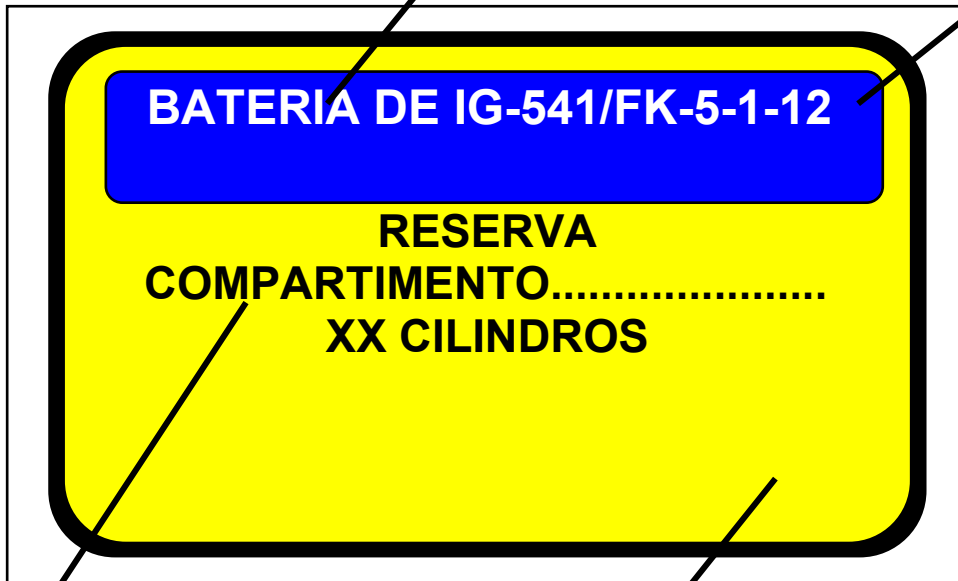 BATERIA DE IG-541/FK-5-1-12
RESERVA
COMPARTIMENTO......................
XX CILINDROS